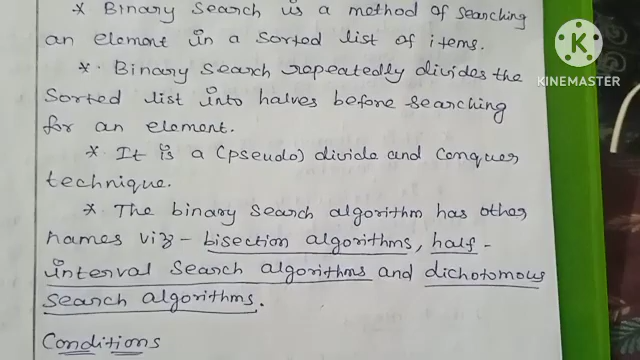 * Binary Search is a method of searching
an element in a sorted list of items.
* Binary search repeatedly divides the
sorted list into halves before searching
for an element.
* It is a (pseudo) divide and conquer
technique.
* The binary search algorithm has other
names viz - bisection algorithms, half-
interval search algorithms and dichotomous
search algorithms.
Conditions
K
KINEMASTER